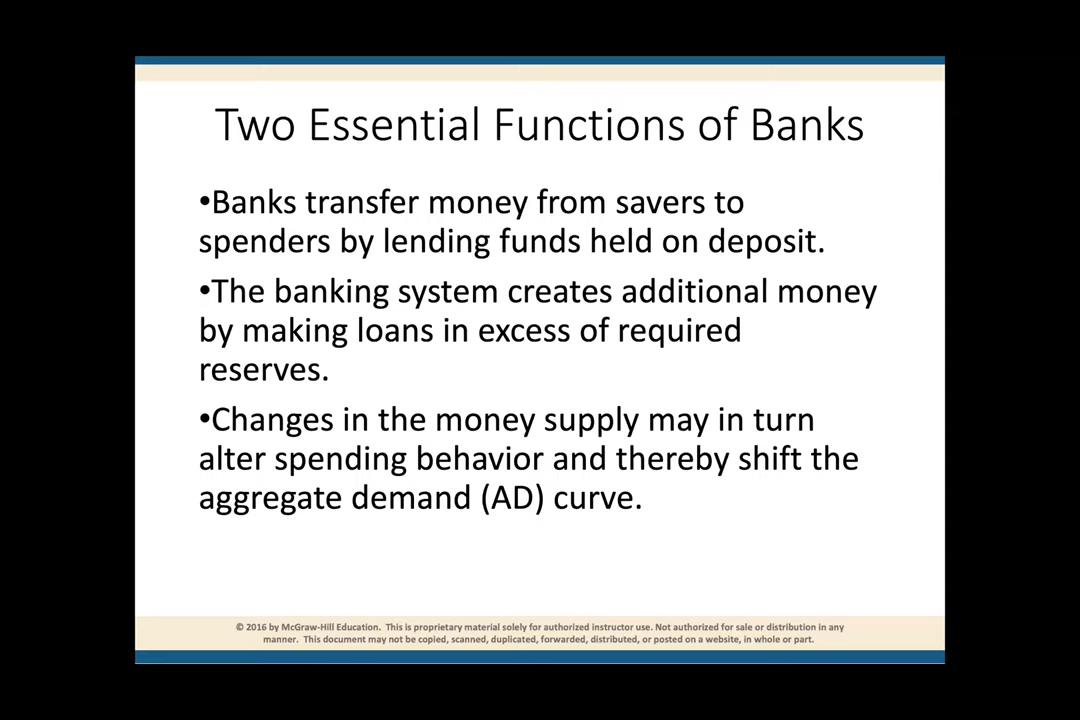 Two Essential Functions of Banks
•Banks transfer money from savers to
spenders by lending funds held on deposit.
•The banking system creates additional money
by making loans in excess of required
reserves.
•Changes in the money supply may in turn
alter spending behavior and thereby shift the
aggregate demand (AD) curve.
© 2016 by McGraw-Hill Education. This is proprietary material solely for authorized instructor use. Not authorized for sale or distribution in any
manner. This document may not be copied, scanned, duplicated, forwarded, distributed, or posted on a website, in whole or part.